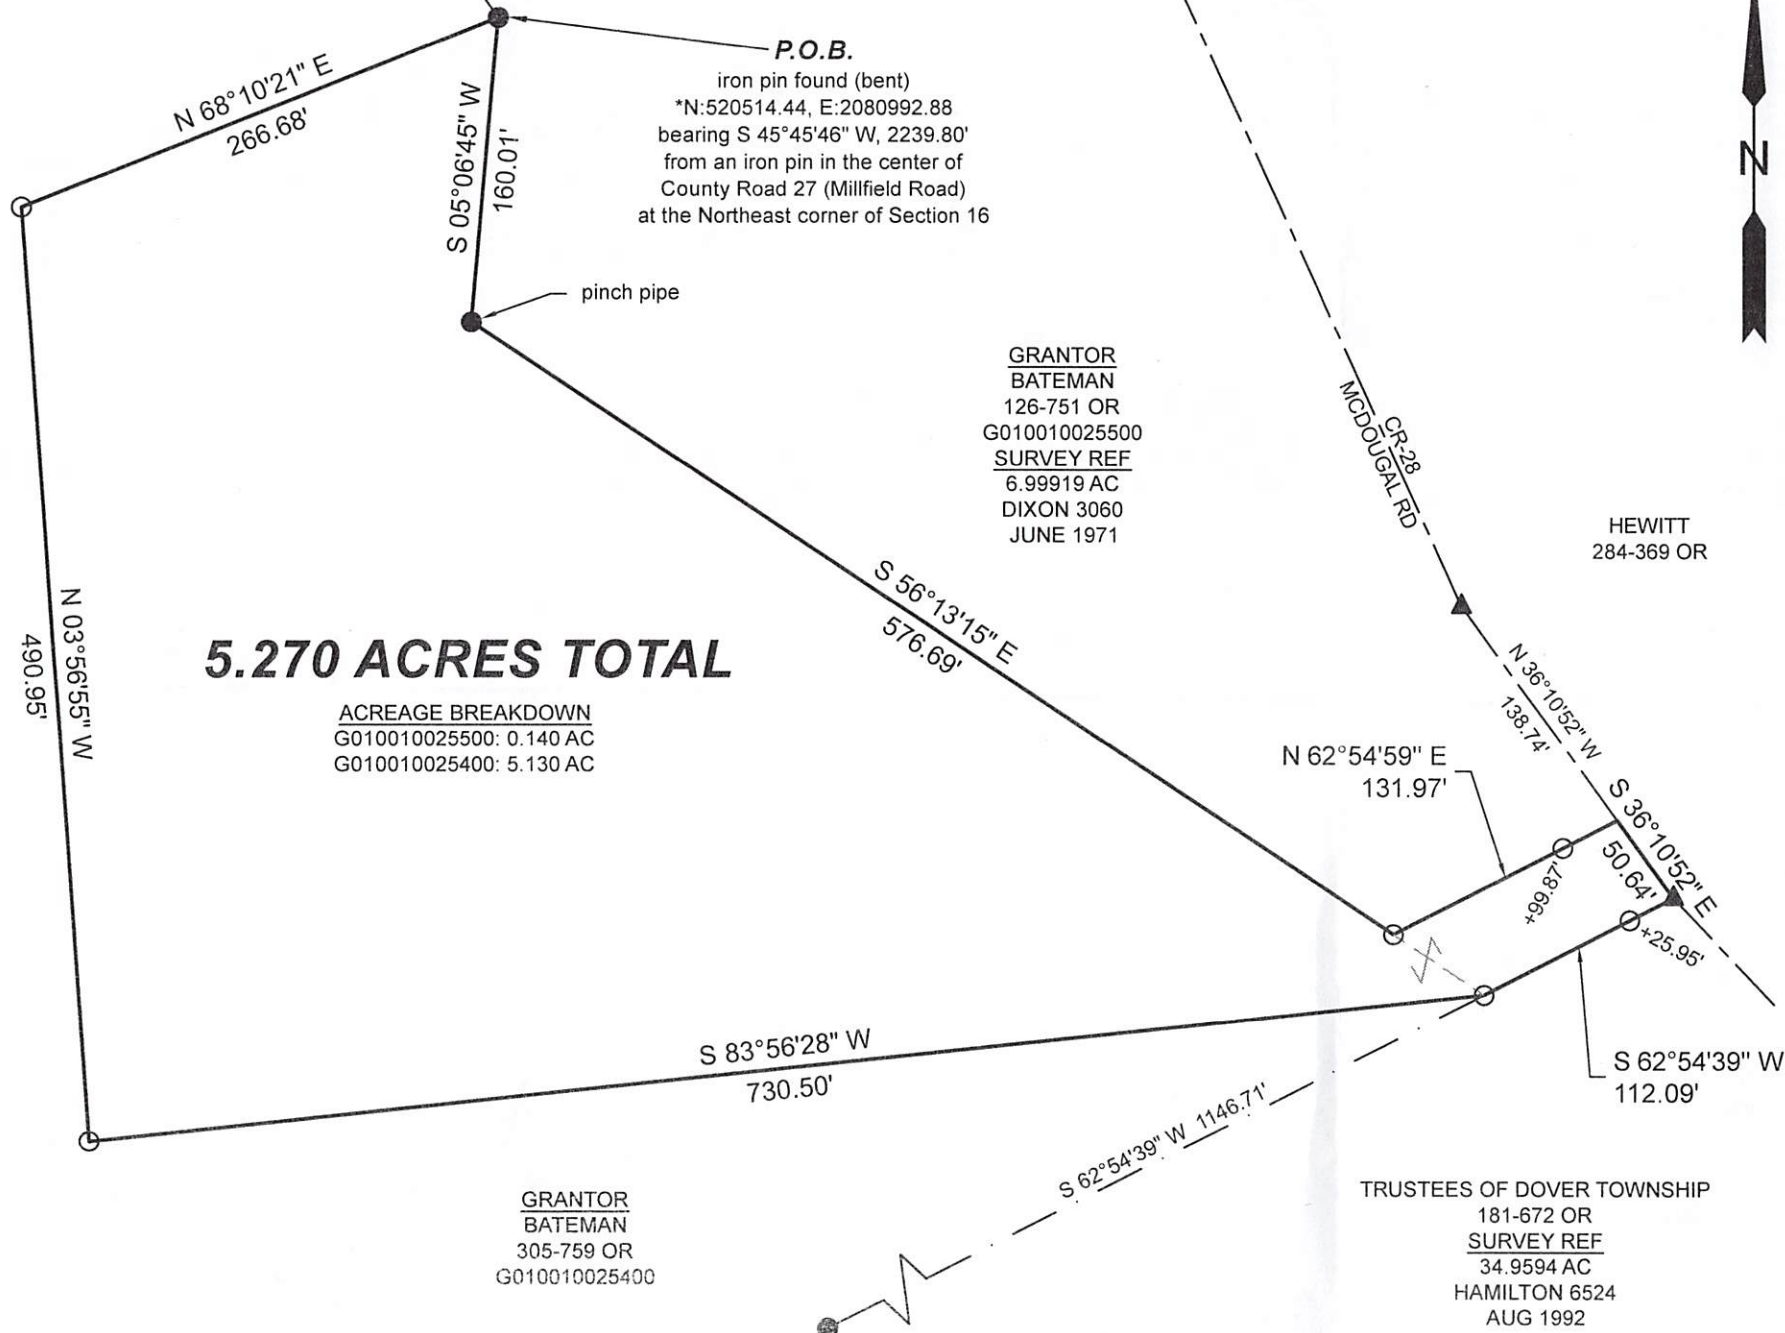 P.O.B.
iron pin found (bent)
*N:520514.44, E:2080992.88
bearing S 45°45'46" W, 2239.80'
from an iron pin in the center of
County Road 27 (Millfield Road)
at the Northeast corner of Section 16
N 68°10'21" E
266.68'
S 05°06'45" W
160.01'
N
pinch pipe
GRANTOR
BATEMAN
126-751 OR
G010010025500
SURVEY REF
6.99919 AC
DIXON 3060
JUNE 1971
CR-28
MCDOUGAL RD
HEWITT
284-369 OR
N 03°56'55" W
490.95'
5.270 ACRES TOTAL
ACREAGE BREAKDOWN
G010010025500: 0.140 AC
G010010025400: 5.130 AC
S 56°13'15" E
576.69'
N 36°10'52" W
138.74'
N 62°54'59" E
131.97'
S 36°10'52" E
50.64'
+99.87'
+25.95'
S 83°56'28" W
730.50'
S 62°54'39" W
112.09'
S 62°54'39" W 1146.71'
GRANTOR
BATEMAN
305-759 OR
G010010025400
TRUSTEES OF DOVER TOWNSHIP
181-672 OR
SURVEY REF
34.9594 AC
HAMILTON 6524
AUG 1992